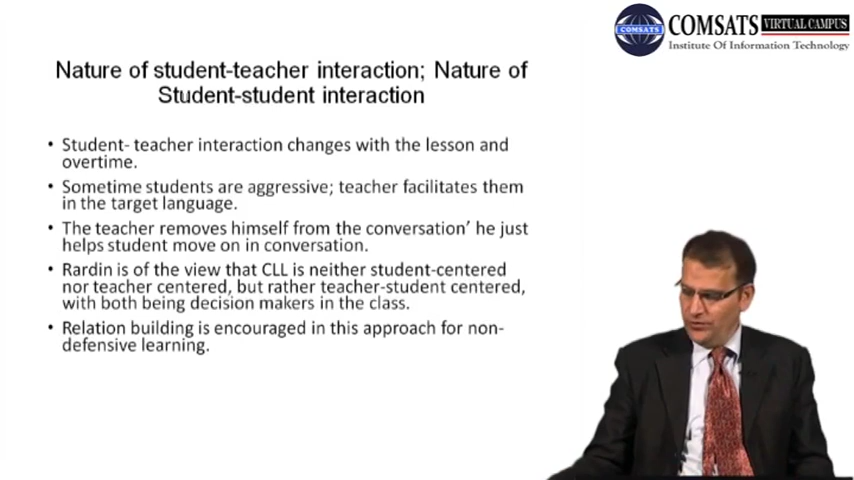 COMSATS
COMSATS VIRTUAL CAMPUS
Institute Of Information Technology
Nature of student-teacher interaction; Nature of
Student-student interaction
• Student- teacher interaction changes with the lesson and
overtime.
• Sometime students are aggressive; teacher facilitates them
in the target language.
• The teacher removes himself from the conversation’ he just
helps student move on in conversation.
• Rardin is of the view that CLL is neither student-centered
nor teacher centered, but rather teacher-student centered,
with both being decision makers in the class.
• Relation building is encouraged in this approach for non-
defensive learning.